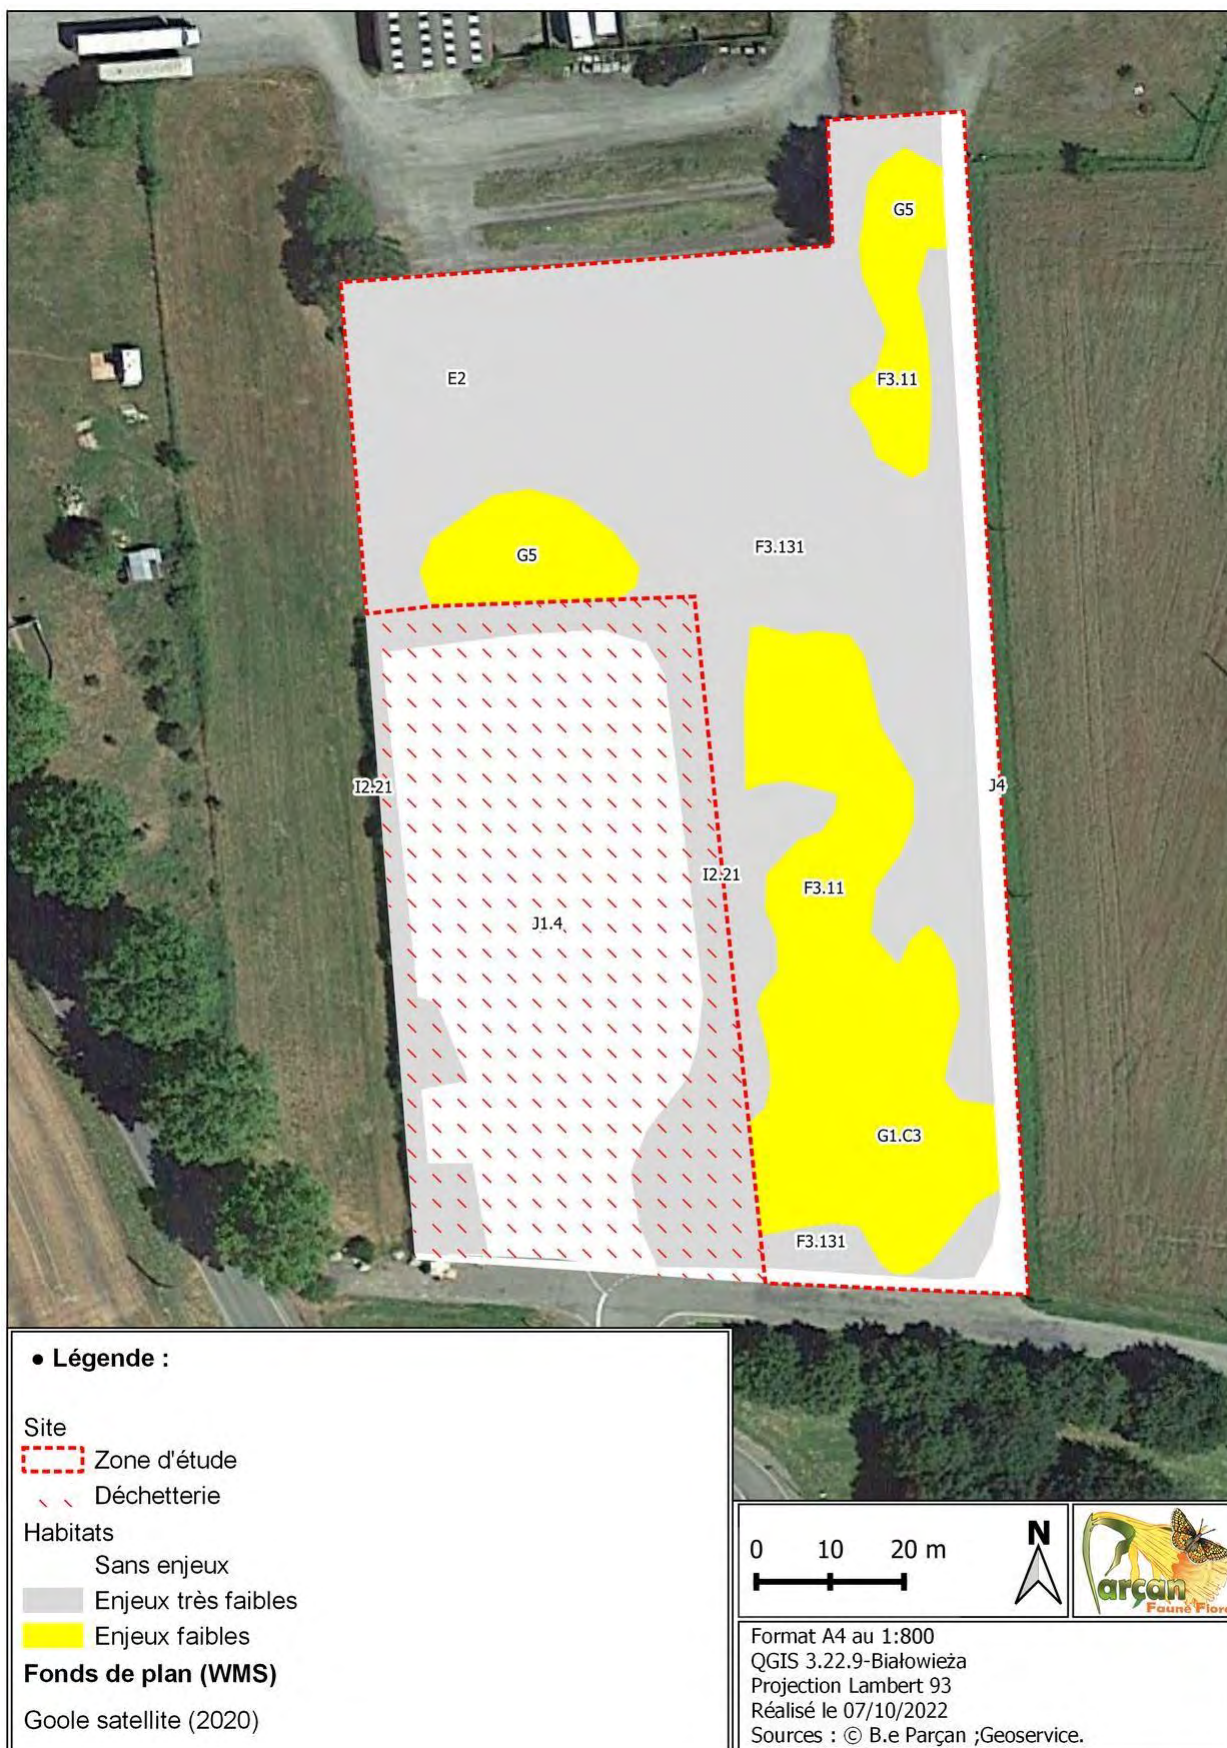 G5
E2
F3.11
G5
F3.131
I2.21
J4
I2.21
F3.11
J1.4
G1.C3
F3.131
• Légende :
Site
Zone d'étude
Déchetterie
Habitats
Sans enjeux
Enjeux très faibles
Enjeux faibles
Fonds de plan (WMS)
Goole satellite (2020)
0 10 20 m
N
Parçan
Faune Flore
Format A4 au 1:800
QGIS 3.22.9-Białowieża
Projection Lambert 93
Réalisé le 07/10/2022
Sources : © B.e Parçan ;Geoservice.